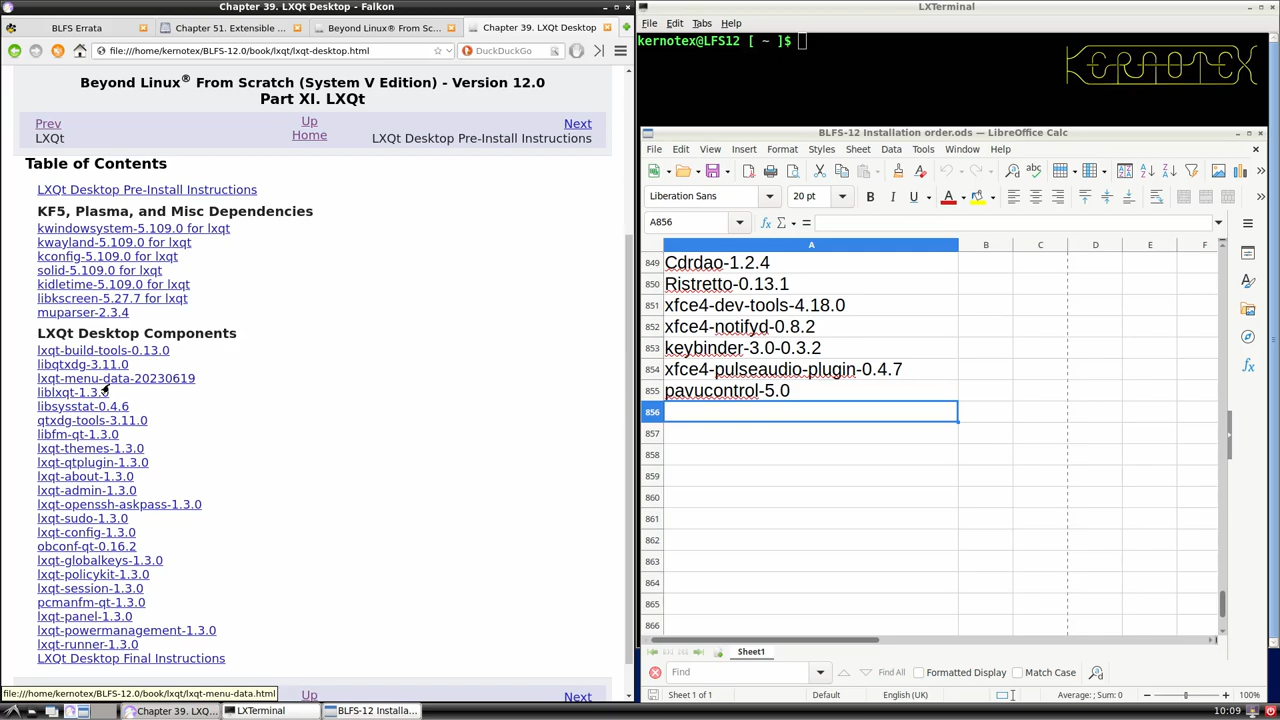 Chapter 39. LXQt Desktop - Falkon
BLFS Errata
Chapter 51. Extensible ...
Beyond Linux® From Sc...
Chapter 39. LXQt Deskt...
file:///home/kernotex/BLFS-12.0/book/lxqt/lxqt-desktop.html
DuckDuckGo
Beyond Linux® From Scratch (System V Edition) - Version 12.0
Part XI. LXQt
Prev
Up
Next
LXQt
Home
LXQt Desktop Pre-Install Instructions
Table of Contents
LXQt Desktop Pre-Install Instructions
KF5, Plasma, and Misc Dependencies
kwindowsystem-5.109.0 for lxqt
kwayland-5.109.0 for lxqt
kconfig-5.109.0 for lxqt
solid-5.109.0 for lxqt
kidletime-5.109.0 for lxqt
libkscreen-5.27.7 for lxqt
muparser-2.3.4
LXQt Desktop Components
lxqt-build-tools-0.13.0
libqtxdg-3.11.0
lxqt-menu-data-20230619
liblxqt-1.3.0
libsysstat-0.4.6
qtxdg-tools-3.11.0
libfm-qt-1.3.0
lxqt-themes-1.3.0
lxqt-qtplugin-1.3.0
lxqt-about-1.3.0
lxqt-admin-1.3.0
lxqt-openssh-askpass-1.3.0
lxqt-sudo-1.3.0
lxqt-config-1.3.0
obconf-qt-0.16.2
lxqt-globalkeys-1.3.0
lxqt-policykit-1.3.0
lxqt-session-1.3.0
pcmanfm-qt-1.3.0
lxqt-panel-1.3.0
lxqt-powermanagement-1.3.0
lxqt-runner-1.3.0
LXQt Desktop Final Instructions
Up
Next
file:///home/kernotex/BLFS-12.0/book/lxqt/lxqt-menu-data.html
LXTerminal
File Edit Tabs Help
kernotex@LFS12 [ ~ ]$
KERNOTEX
BLFS-12 Installation order.ods — LibreOffice Calc
File Edit View Insert Format Styles Sheet Data Tools Window Help
Liberation Sans
20 pt
A856
A B C D E F
849 Cdrdao-1.2.4
850 Ristretto-0.13.1
851 xfce4-dev-tools-4.18.0
852 xfce4-notifyd-0.8.2
853 keybinder-3.0-0.3.2
854 xfce4-pulseaudio-plugin-0.4.7
855 pavucontrol-5.0
856
857
858
859
860
861
862
863
864
865
866
Sheet1
Find
Find All
Formatted Display
Match Case
Sheet 1 of 1
Default
English (UK)
Average: ; Sum: 0
100%
Chapter 39. LXQ...
LXTerminal
BLFS-12 Installa...
10:09